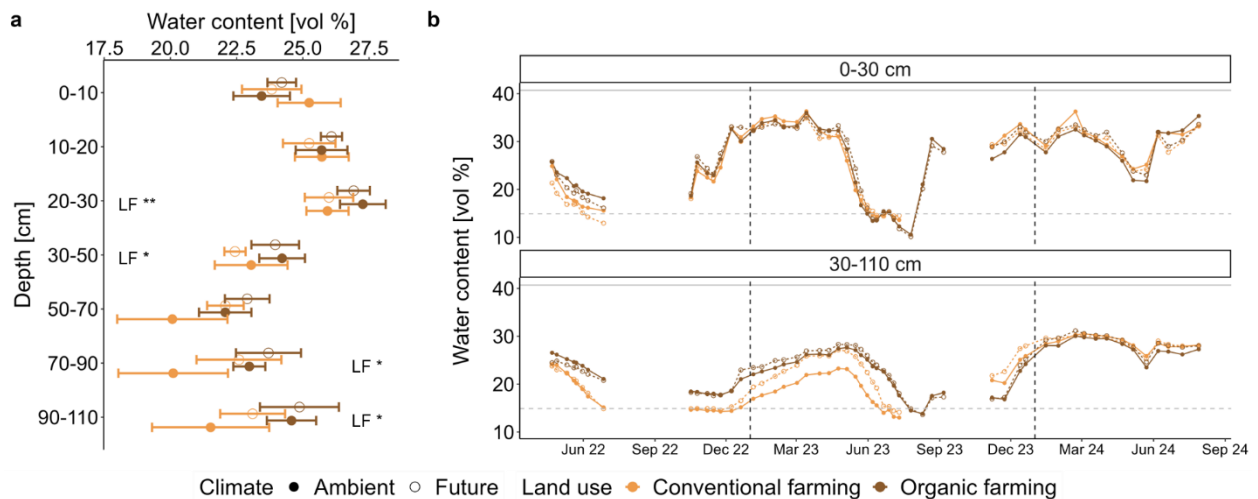 a
Water content [vol %]
17.5 20.0 22.5 25.0 27.5
Depth [cm]
0-10
10-20
20-30
LF **
30-50
LF *
50-70
70-90
LF *
90-110
LF *
b
Water content [vol %]
0-30 cm
40
30
20
10
30-110 cm
40
30
20
10
Jun 22 Sep 22 Dec 22 Mar 23 Jun 23 Sep 23 Dec 23 Mar 24 Jun 24 Sep 24
Climate Ambient Future Land use Conventional farming Organic farming